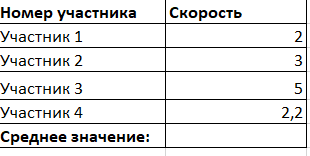 Номер участника Скорость
Участник 1 2
Участник 2 3
Участник 3 5
Участник 4 2,2
Среднее значение: